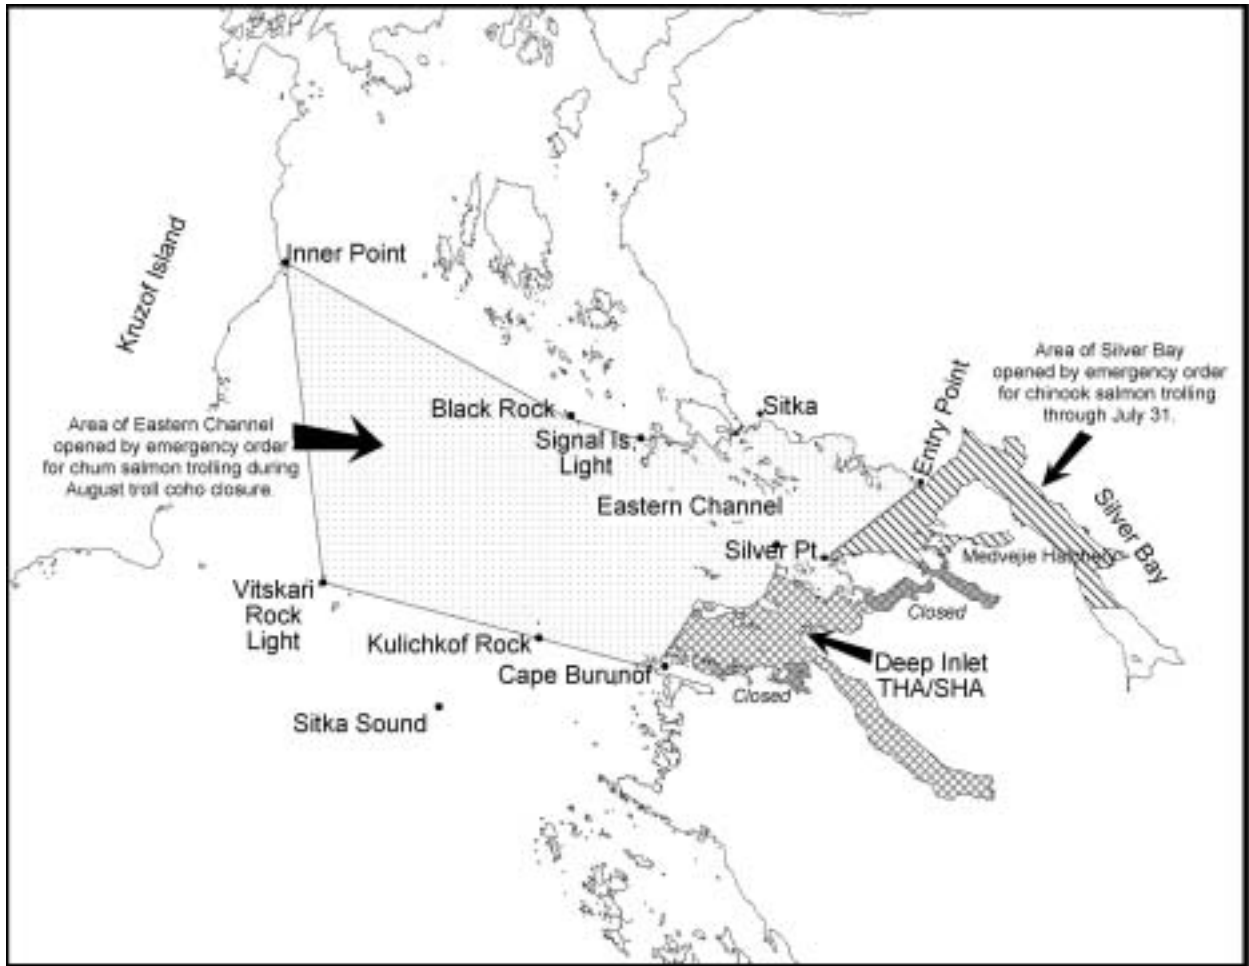 Inner Point
Kruzof Island
Area of Silver Bay
opened by emergency order
for chinook salmon trolling
through July 31.
Entry Point
Black Rock
Sitka
Area of Eastern Channel
opened by emergency order
for chum salmon trolling during
August troll coho closure.
Signal Is.
Light
Eastern Channel
Silver Bay
Silver Pt
Medvejie Hatchery
Vitskari
Rock
Light
Closed
Kulichkof Rock
Cape Burunof
Deep Inlet
THA/SHA
Closed
Sitka Sound